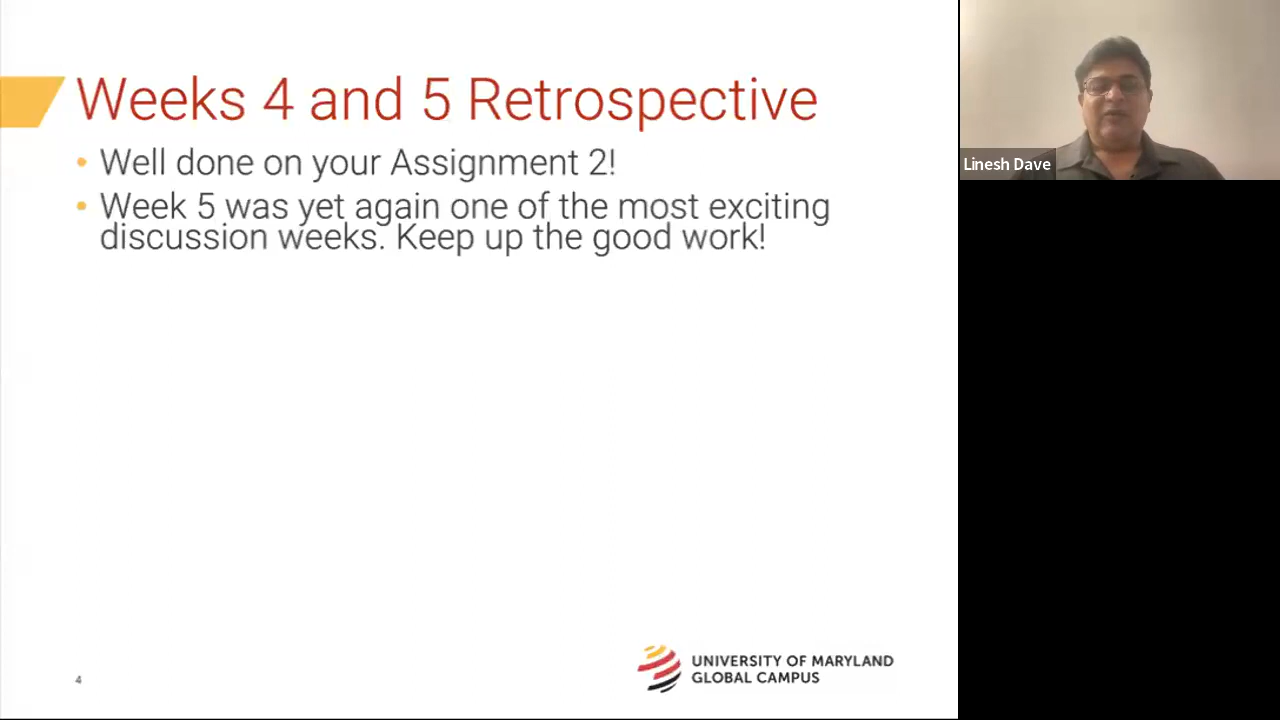 Weeks 4 and 5 Retrospective
• Well done on your Assignment 2!
• Week 5 was yet again one of the most exciting
discussion weeks. Keep up the good work!
Linesh Dave
4
UNIVERSITY OF MARYLAND
GLOBAL CAMPUS